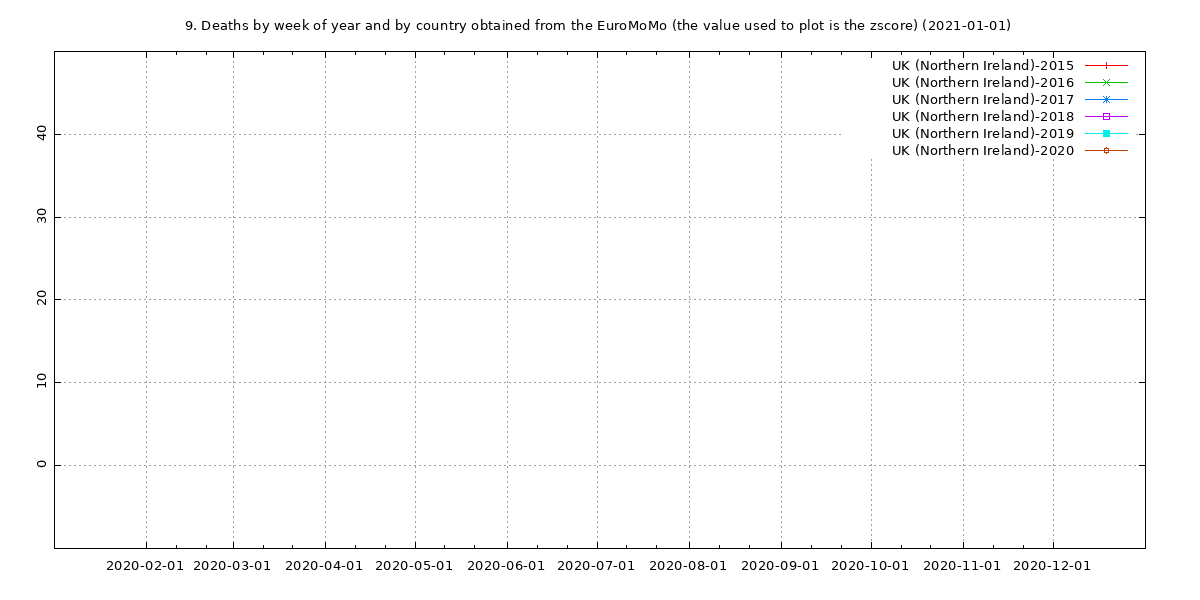 9. Deaths by week of year and by country obtained from the EuroMoMo (the value used to plot is the zscore) (2021-01-01)
UK (Northern Ireland)-2015
UK (Northern Ireland)-2016
UK (Northern Ireland)-2017
UK (Northern Ireland)-2018
UK (Northern Ireland)-2019
UK (Northern Ireland)-2020
40
30
20
10
0
2020-02-01 2020-03-01 2020-04-01 2020-05-01 2020-06-01 2020-07-01 2020-08-01 2020-09-01 2020-10-01 2020-11-01 2020-12-01